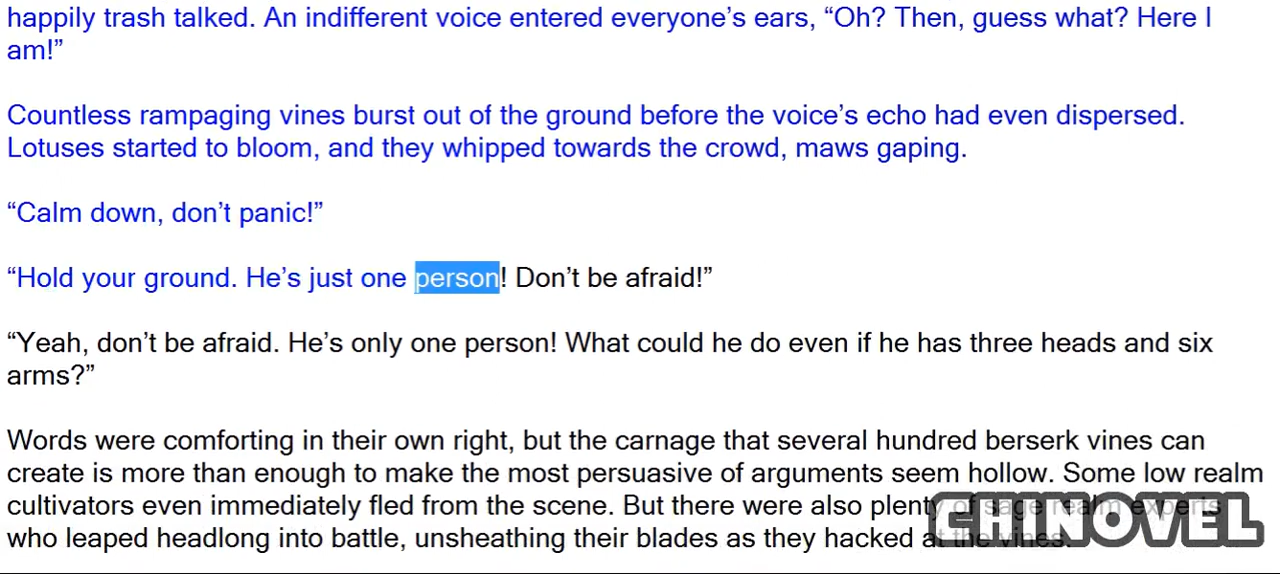 happily trash talked. An indifferent voice entered everyone’s ears, “Oh? Then, guess what? Here I
am!”
Countless rampaging vines burst out of the ground before the voice’s echo had even dispersed.
Lotuses started to bloom, and they whipped towards the crowd, maws gaping.
“Calm down, don’t panic!”
“Hold your ground. He’s just one person! Don’t be afraid!”
“Yeah, don’t be afraid. He’s only one person! What could he do even if he has three heads and six
arms?”
Words were comforting in their own right, but the carnage that several hundred berserk vines can
create is more than enough to make the most persuasive of arguments seem hollow. Some low realm
cultivators even immediately fled from the scene. But there were also plenty of sage realm experts
who leaped headlong into battle, unsheathing their blades as they hacked at the vines.
CHINOVEL